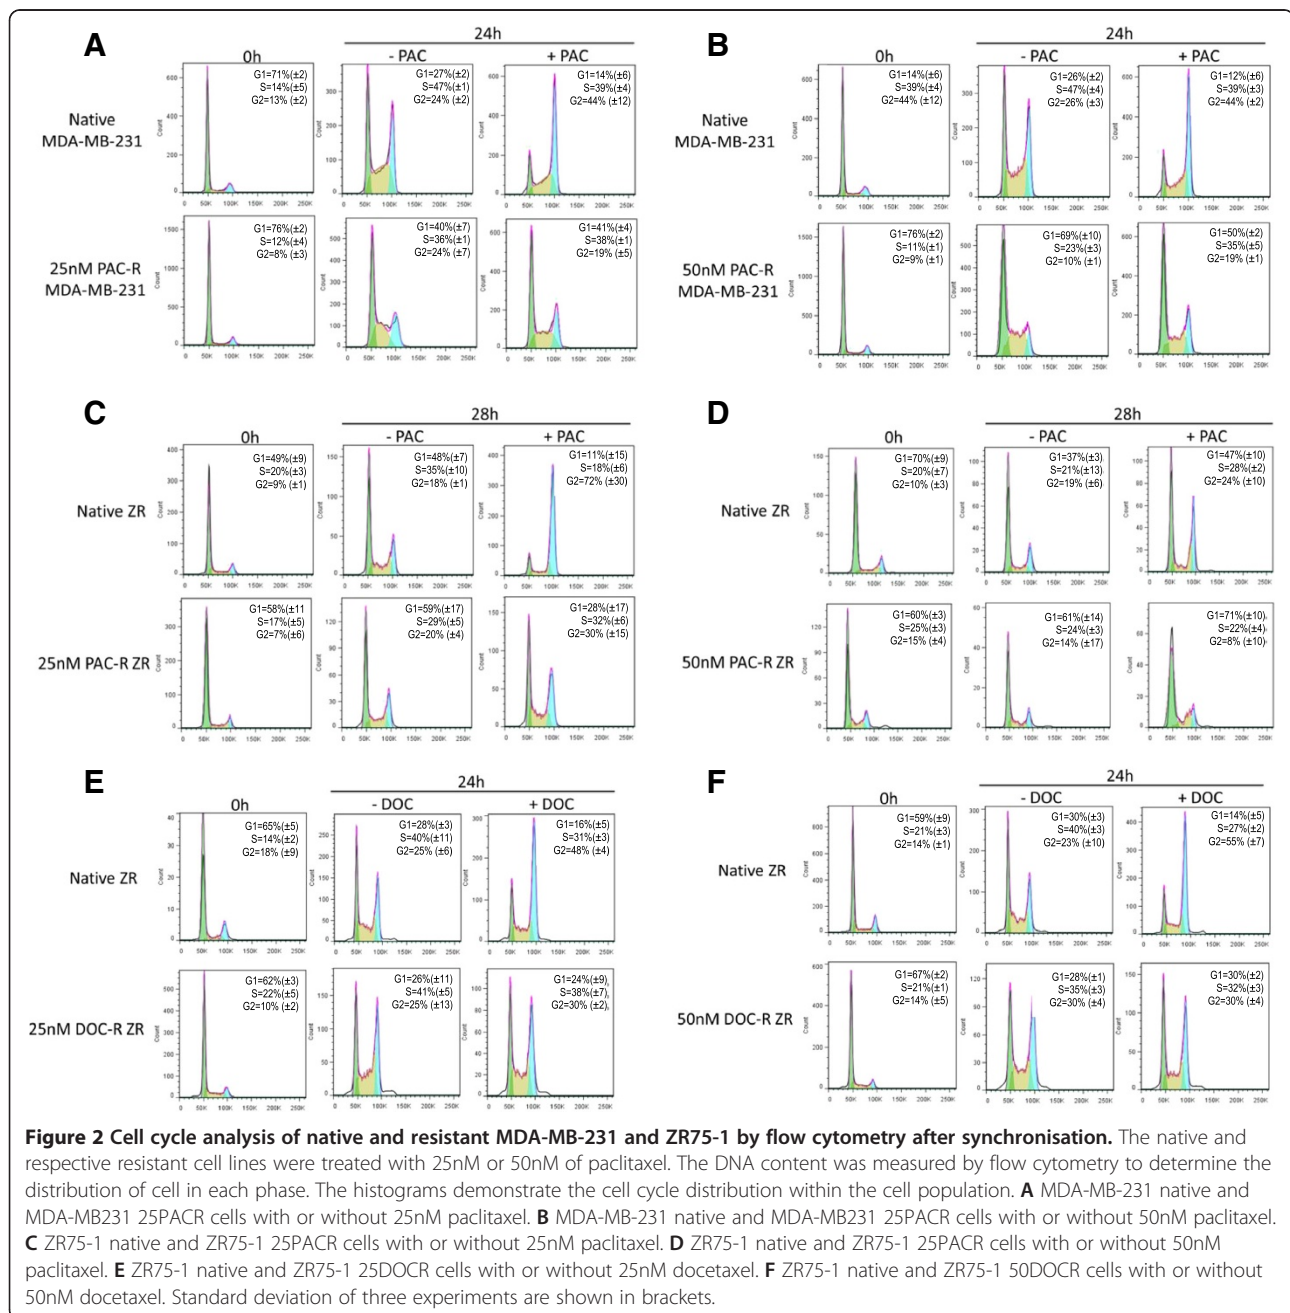 A
B
24h
0h
- PAC
+ PAC
24h
0h
- PAC
+ PAC
Native
MDA-MB-231
G1=71%(±2)
S=14%(±5)
G2=13% (±2)
G1=27%(±2)
S=47%(±1)
G2=24% (±2)
G1=14%(±6)
S=39%(±4)
G2=44% (±12)
Native
MDA-MB-231
G1=14%(±6)
S=39%(±4)
G2=44% (±12)
G1=26%(±2)
S=47%(±4)
G2=26% (±3)
G1=12%(±6)
S=39%(±3)
G2=44% (±2)
25nM PAC-R
MDA-MB-231
G1=76%(±2)
S=12%(±4)
G2=8% (±3)
G1=40%(±7)
S=36%(±1)
G2=24% (±7)
G1=41%(±4)
S=38%(±1)
G2=19% (±5)
50nM PAC-R
MDA-MB-231
G1=76%(±2)
S=11%(±1)
G2=9% (±1)
G1=69%(±10)
S=23%(±3)
G2=10% (±1)
G1=50%(±2)
S=35%(±5)
G2=19% (±1)
C
D
28h
0h
- PAC
+ PAC
28h
0h
- PAC
+ PAC
Native ZR
G1=49%(±9)
S=20%(±3)
G2=9% (±1)
G1=48%(±7)
S=35%(±10)
G2=18% (±1)
G1=11%(±15)
S=18%(±6)
G2=72% (±30)
Native ZR
G1=70%(±9)
S=20%(±7)
G2=10% (±3)
G1=37%(±3)
S=21%(±13)
G2=19% (±6)
G1=47%(±10)
S=28%(±2)
G2=24% (±10)
25nM PAC-R ZR
G1=58%(±11
S=17%(±5)
G2=7% (±6)
G1=59%(±17)
S=29%(±5)
G2=20% (±4)
G1=28%(±17)
S=32%(±6)
G2=30% (±15)
50nM PAC-R ZR
G1=60%(±3)
S=25%(±3)
G2=15% (±4)
G1=61%(±14)
S=24%(±3)
G2=14% (±17)
G1=71%(±10)
S=22%(±4)
G2=8% (±10)
E
F
24h
0h
- DOC
+ DOC
24h
0h
- DOC
+ DOC
Native ZR
G1=65%(±5)
S=14%(±2)
G2=18% (±9)
G1=28%(±3)
S=40%(±11)
G2=25% (±6)
G1=16%(±5)
S=31%(±3)
G2=48% (±4)
Native ZR
G1=59%(±9)
S=21%(±3)
G2=14% (±1)
G1=30%(±3)
S=40%(±3)
G2=23% (±10)
G1=14%(±5)
S=27%(±2)
G2=55% (±7)
25nM DOC-R ZR
G1=62%(±3)
S=22%(±5)
G2=10% (±2)
G1=26%(±11)
S=41%(±5)
G2=25% (±13)
G1=24%(±9)
S=38%(±7)
G2=30% (±2)
50nM DOC-R ZR
G1=67%(±2)
S=21%(±1)
G2=14% (±5)
G1=28%(±1)
S=35%(±3)
G2=30% (±4)
G1=30%(±2)
S=32%(±3)
G2=30% (±4)
Figure 2 Cell cycle analysis of native and resistant MDA-MB-231 and ZR75-1 by flow cytometry after synchronisation. The native and
respective resistant cell lines were treated with 25nM or 50nM of paclitaxel. The DNA content was measured by flow cytometry to determine the
distribution of cell in each phase. The histograms demonstrate the cell cycle distribution within the cell population. A MDA-MB-231 native and
MDA-MB231 25PACR cells with or without 25nM paclitaxel. B MDA-MB-231 native and MDA-MB231 25PACR cells with or without 50nM paclitaxel.
C ZR75-1 native and ZR75-1 25PACR cells with or without 25nM paclitaxel. D ZR75-1 native and ZR75-1 25PACR cells with or without 50nM
paclitaxel. E ZR75-1 native and ZR75-1 25DOCR cells with or without 25nM docetaxel. F ZR75-1 native and ZR75-1 50DOCR cells with or without
50nM docetaxel. Standard deviation of three experiments are shown in brackets.